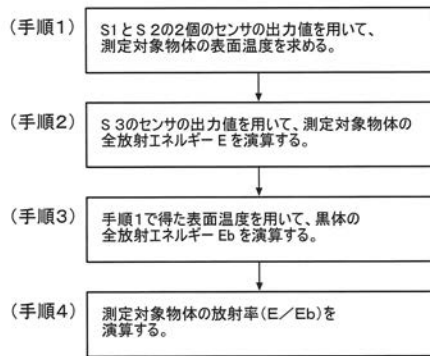 (手順1)
S1とS2の2個のセンサの出力値を用いて、
測定対象物体の表面温度を求める。
(手順2)
S3のセンサの出力値を用いて、測定対象物体の
全放射エネルギーEを演算する。
(手順3)
手順1で得た表面温度を用いて、黒体の
全放射エネルギーEbを演算する。
(手順4)
測定対象物体の放射率(E/Eb)を
演算する。